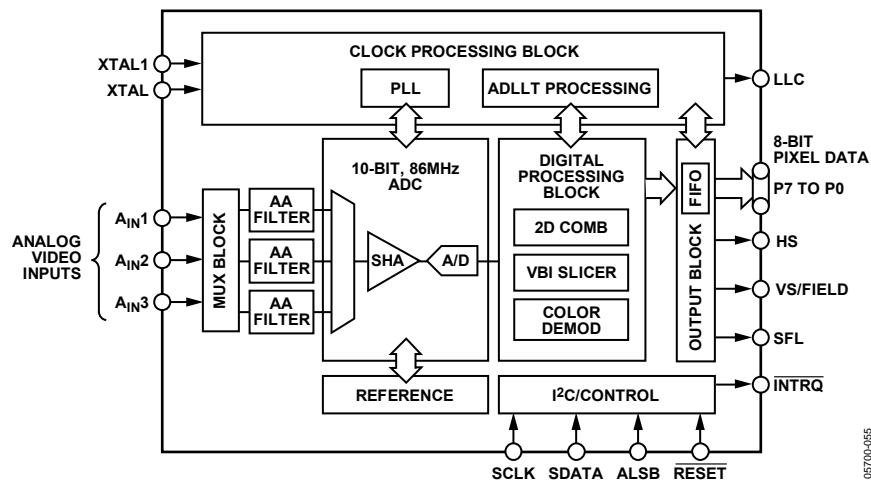 CLOCK PROCESSING BLOCK
XTAL1
XTAL
PLL
ADLLT PROCESSING
LLC
10-BIT, 86MHz
ADC
DIGITAL
PROCESSING
BLOCK
8-BIT
PIXEL DATA
P7 TO P0
FIFO
OUTPUT BLOCK
ANALOG
VIDEO
INPUTS
AIN1
AIN2
AIN3
MUX BLOCK
AA
FILTER
AA
FILTER
AA
FILTER
SHA
A/D
2D COMB
VBI SLICER
COLOR
DEMOD
HS
VS/FIELD
SFL
REFERENCE
I2C/CONTROL
INTRQ
SCLK
SDATA
ALSB
RESET
05700-055